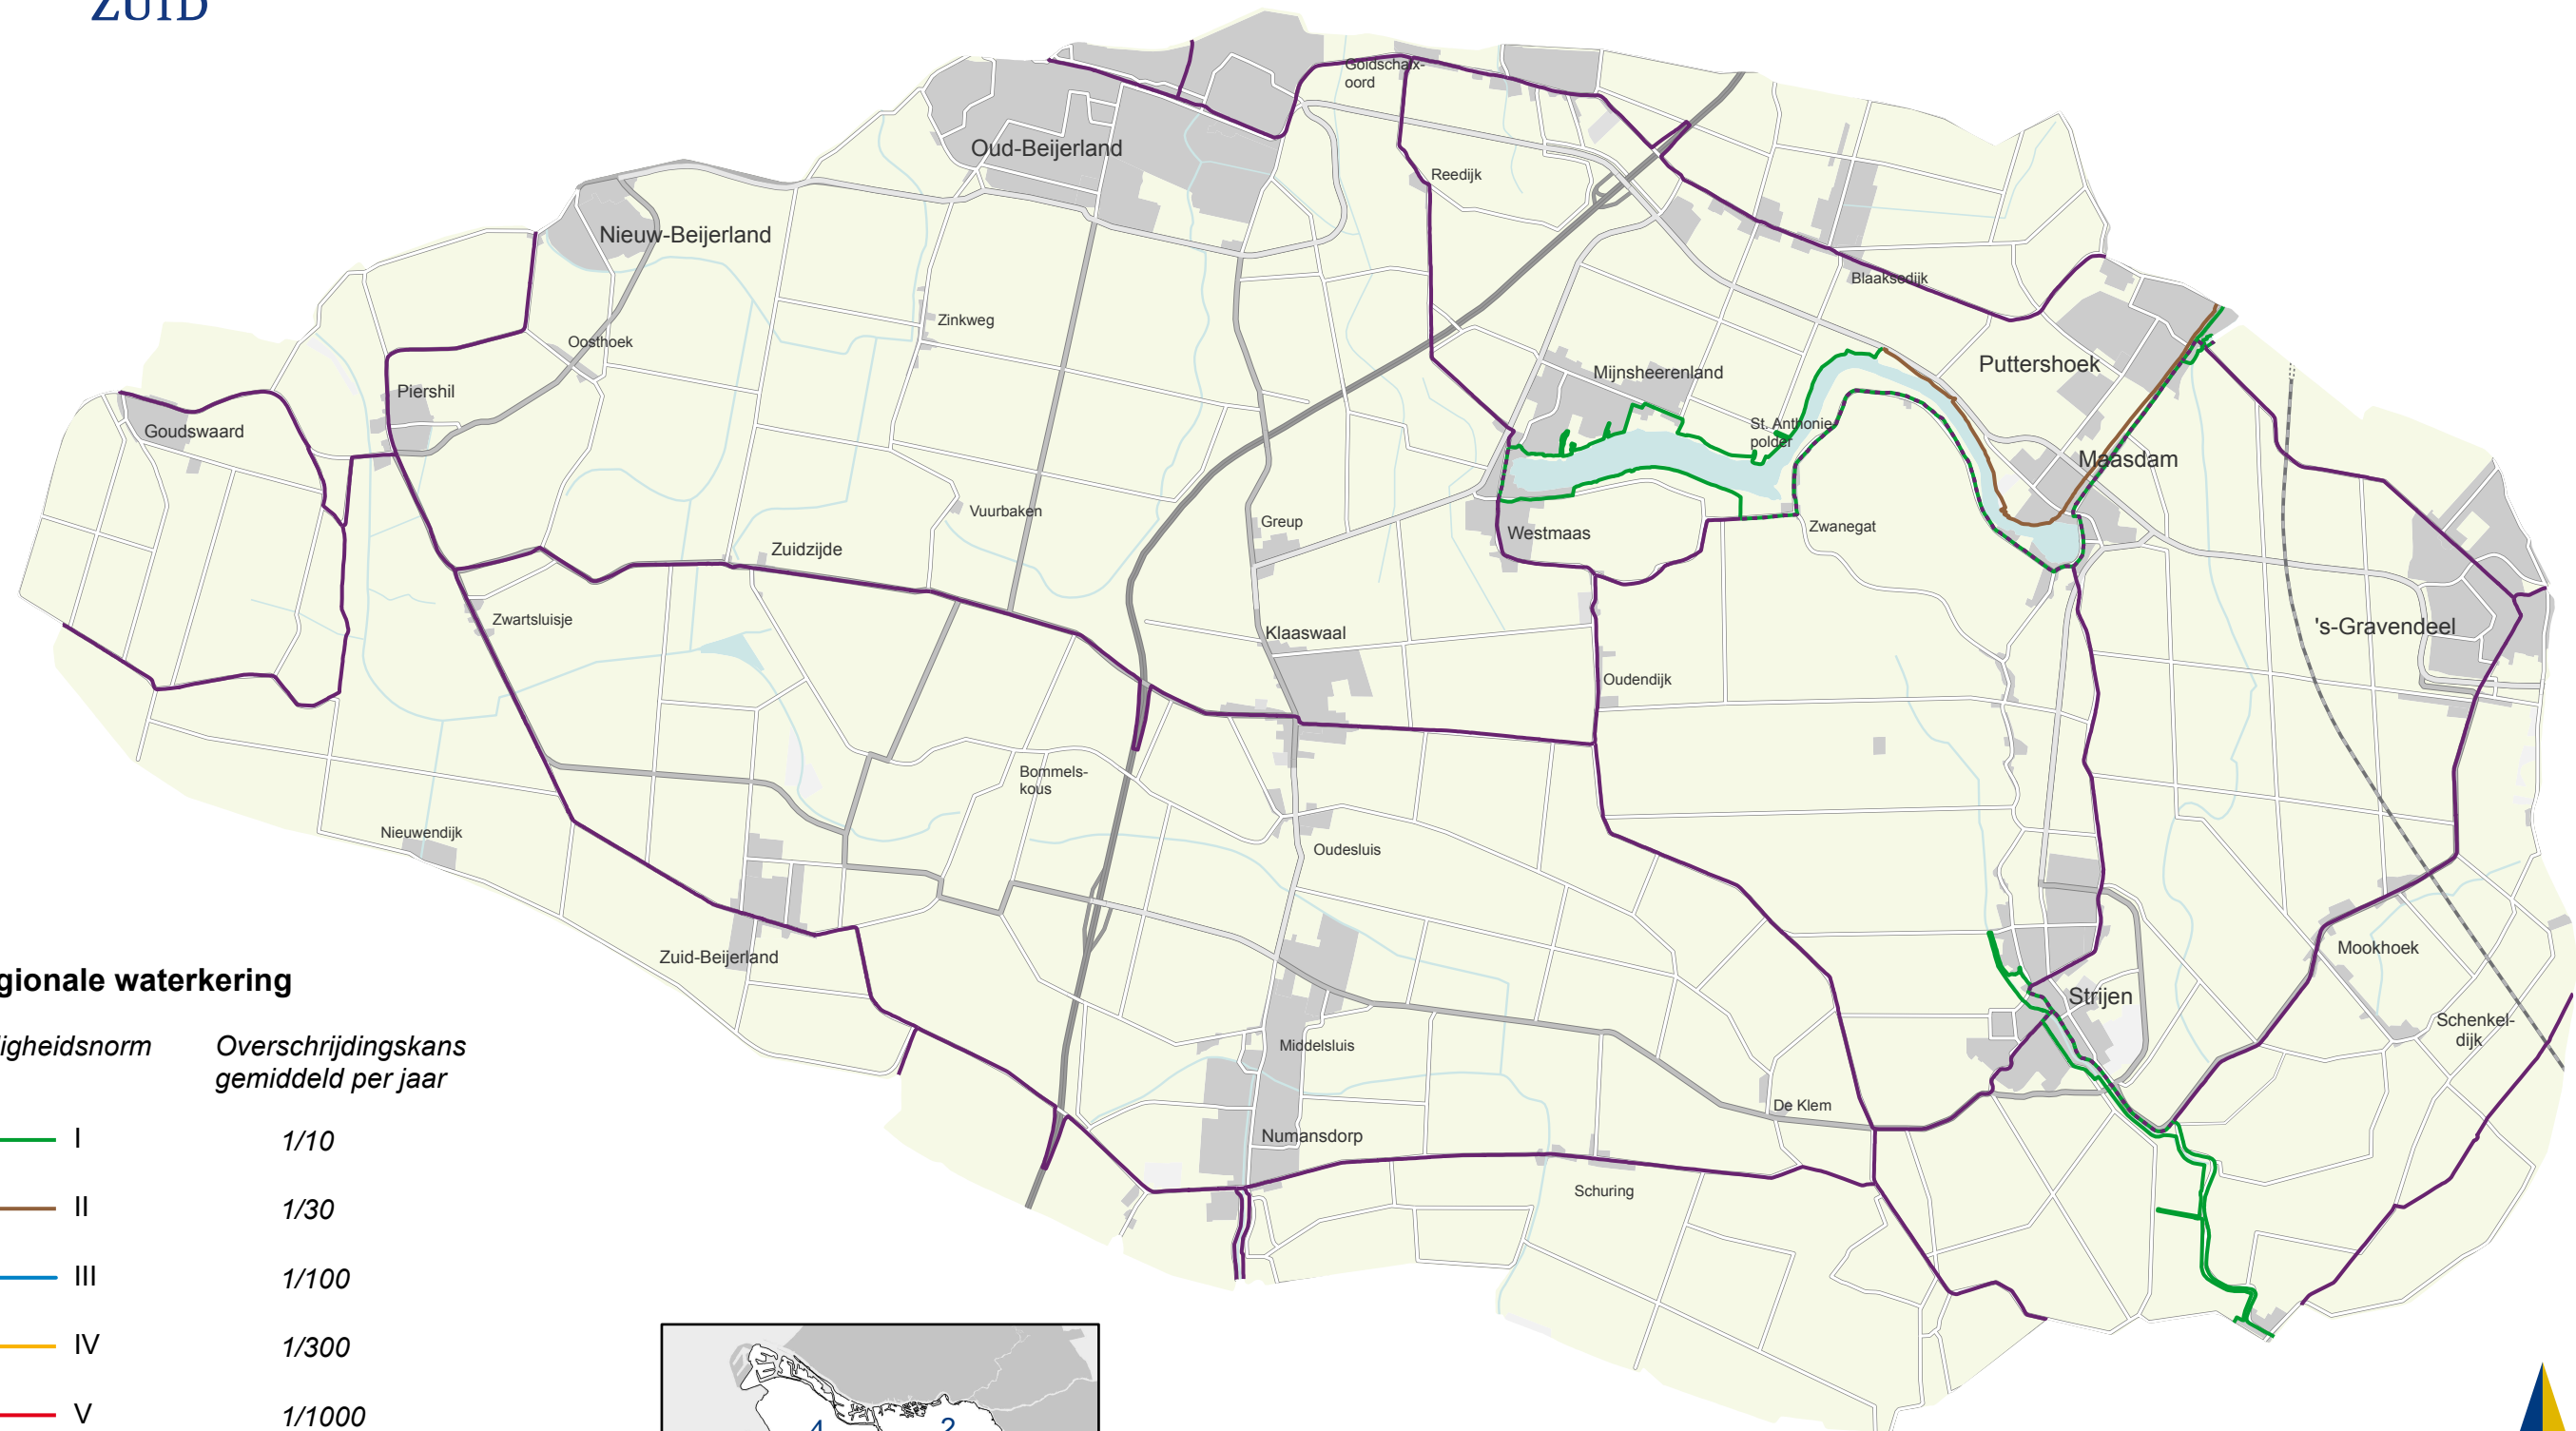 ZUID
Goidschalx-
oord
Oud-Beijerland
Reedijk
Nieuw-Beijerland
Blaaksedijk
Zinkweg
Oosthoek
Puttershoek
Mijnsheerenland
Piershil
Goudswaard
St. Anthonie-
polder
Maasdam
Vuurbaken
Greup
Westmaas
Zwanegat
Zuidzijde
Zwartsluisje
Klaaswaal
's-Gravendeel
Oudendijk
Bommels-
kous
Nieuwendijk
Oudesluis
Zuid-Beijerland
Mookhoek
Strijen
Schenkel-
dijk
Middelsluis
De Klem
Numansdorp
Schuring
gionale waterkering
igheidsnorm Overschrijdingskans
gemiddeld per jaar
I 1/10
II 1/30
III 1/100
IV 1/300
V 1/1000
4 2